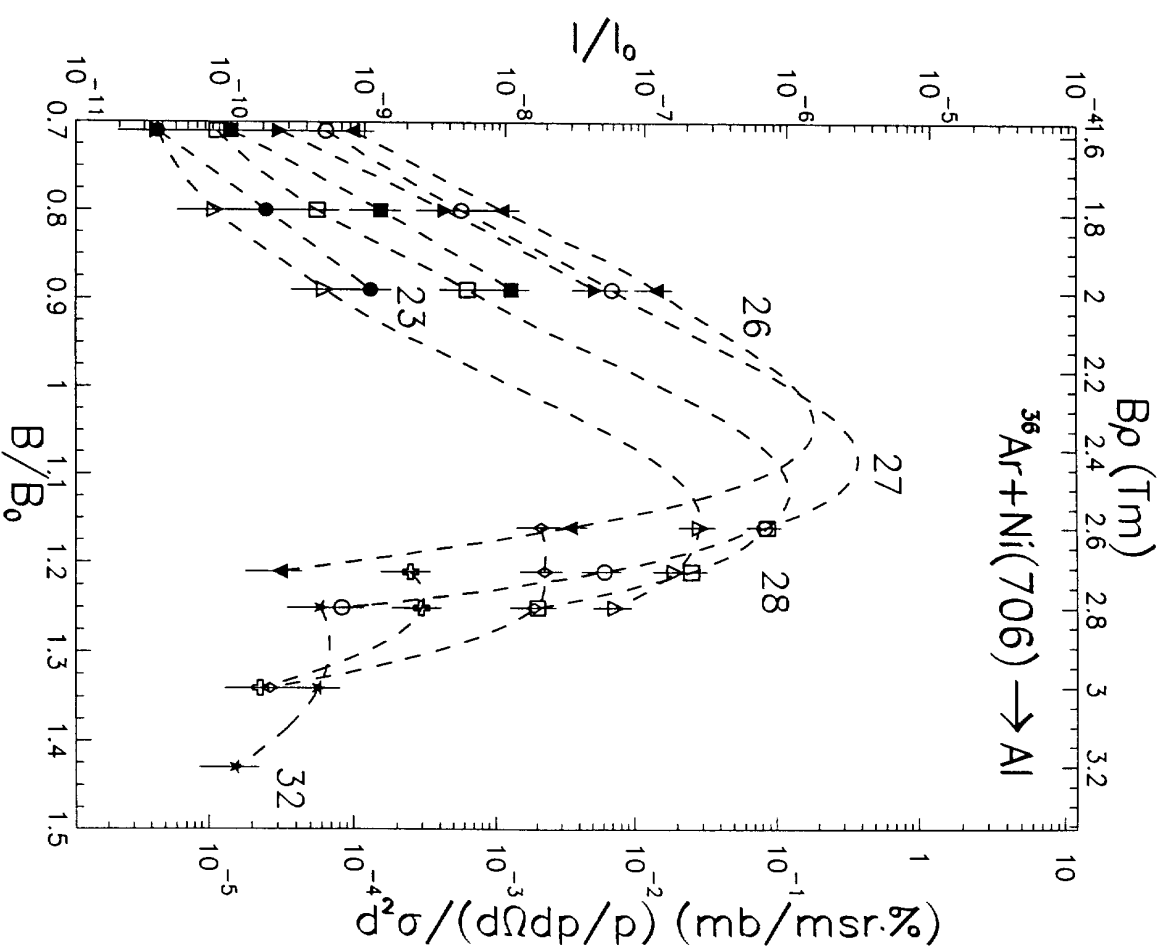 Bρ (Tm)
1.6 1.8 2 2.2 2.4 2.6 2.8 3 3.2
³⁶Ar+Ni(706) → Al
I/I₀
10⁻⁴
10⁻⁵
10⁻⁶
10⁻⁷
10⁻⁸
10⁻⁹
10⁻¹⁰
10⁻¹¹
26
27
28
23
32
10
1
10⁻¹
10⁻²
10⁻³
10⁻⁴
10⁻⁵
d²σ/(dΩdp/p) (mb/msr.%)
0.7 0.8 0.9 1 1.1 1.2 1.3 1.4 1.5
B/B₀